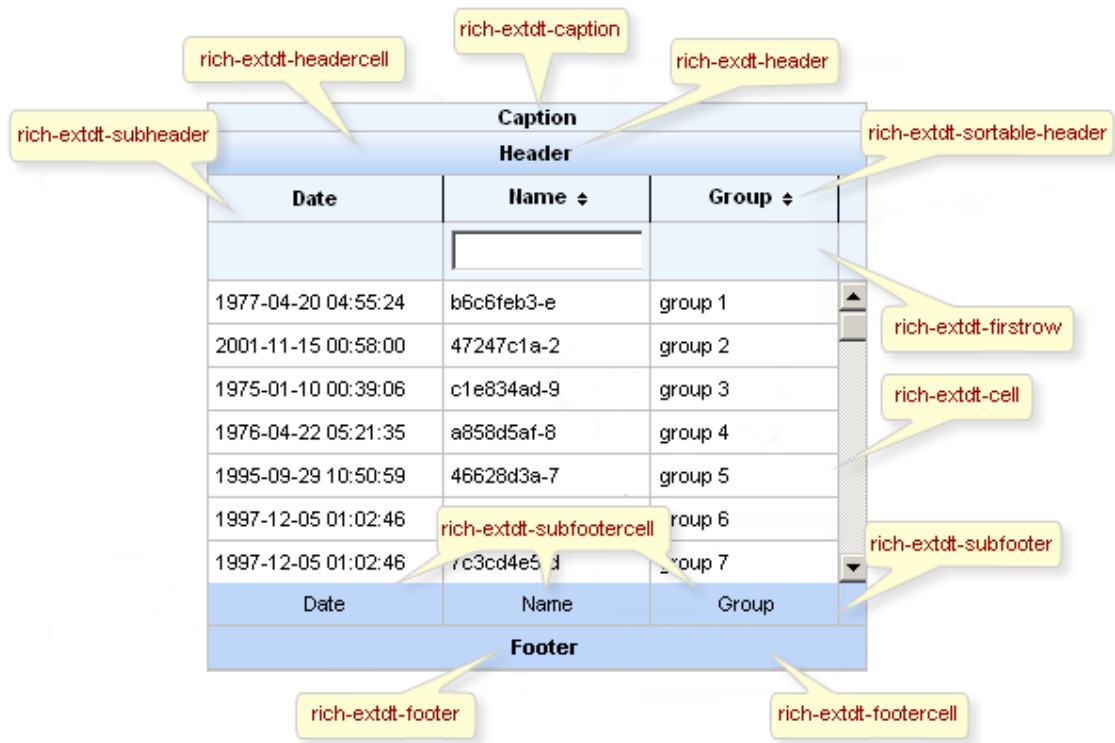 rich-extdt-caption
rich-extdt-headercell
rich-exdt-header
rich-extdt-subheader
rich-extdt-sortable-header
Caption
Header
Date Name Group
1977-04-20 04:55:24 b6c6feb3-e group 1
rich-extdt-firstrow
2001-11-15 00:58:00 47247c1a-2 group 2
1975-01-10 00:39:06 c1e834ad-9 group 3
rich-extdt-cell
1976-04-22 05:21:35 a858d5af-8 group 4
1995-09-29 10:50:59 46628d3a-7 group 5
1997-12-05 01:02:46 group 6
rich-extdt-subfootercell
rich-extdt-subfooter
1997-12-05 01:02:46 group 7
Date Name Group
Footer
rich-extdt-footer
rich-extdt-footercell